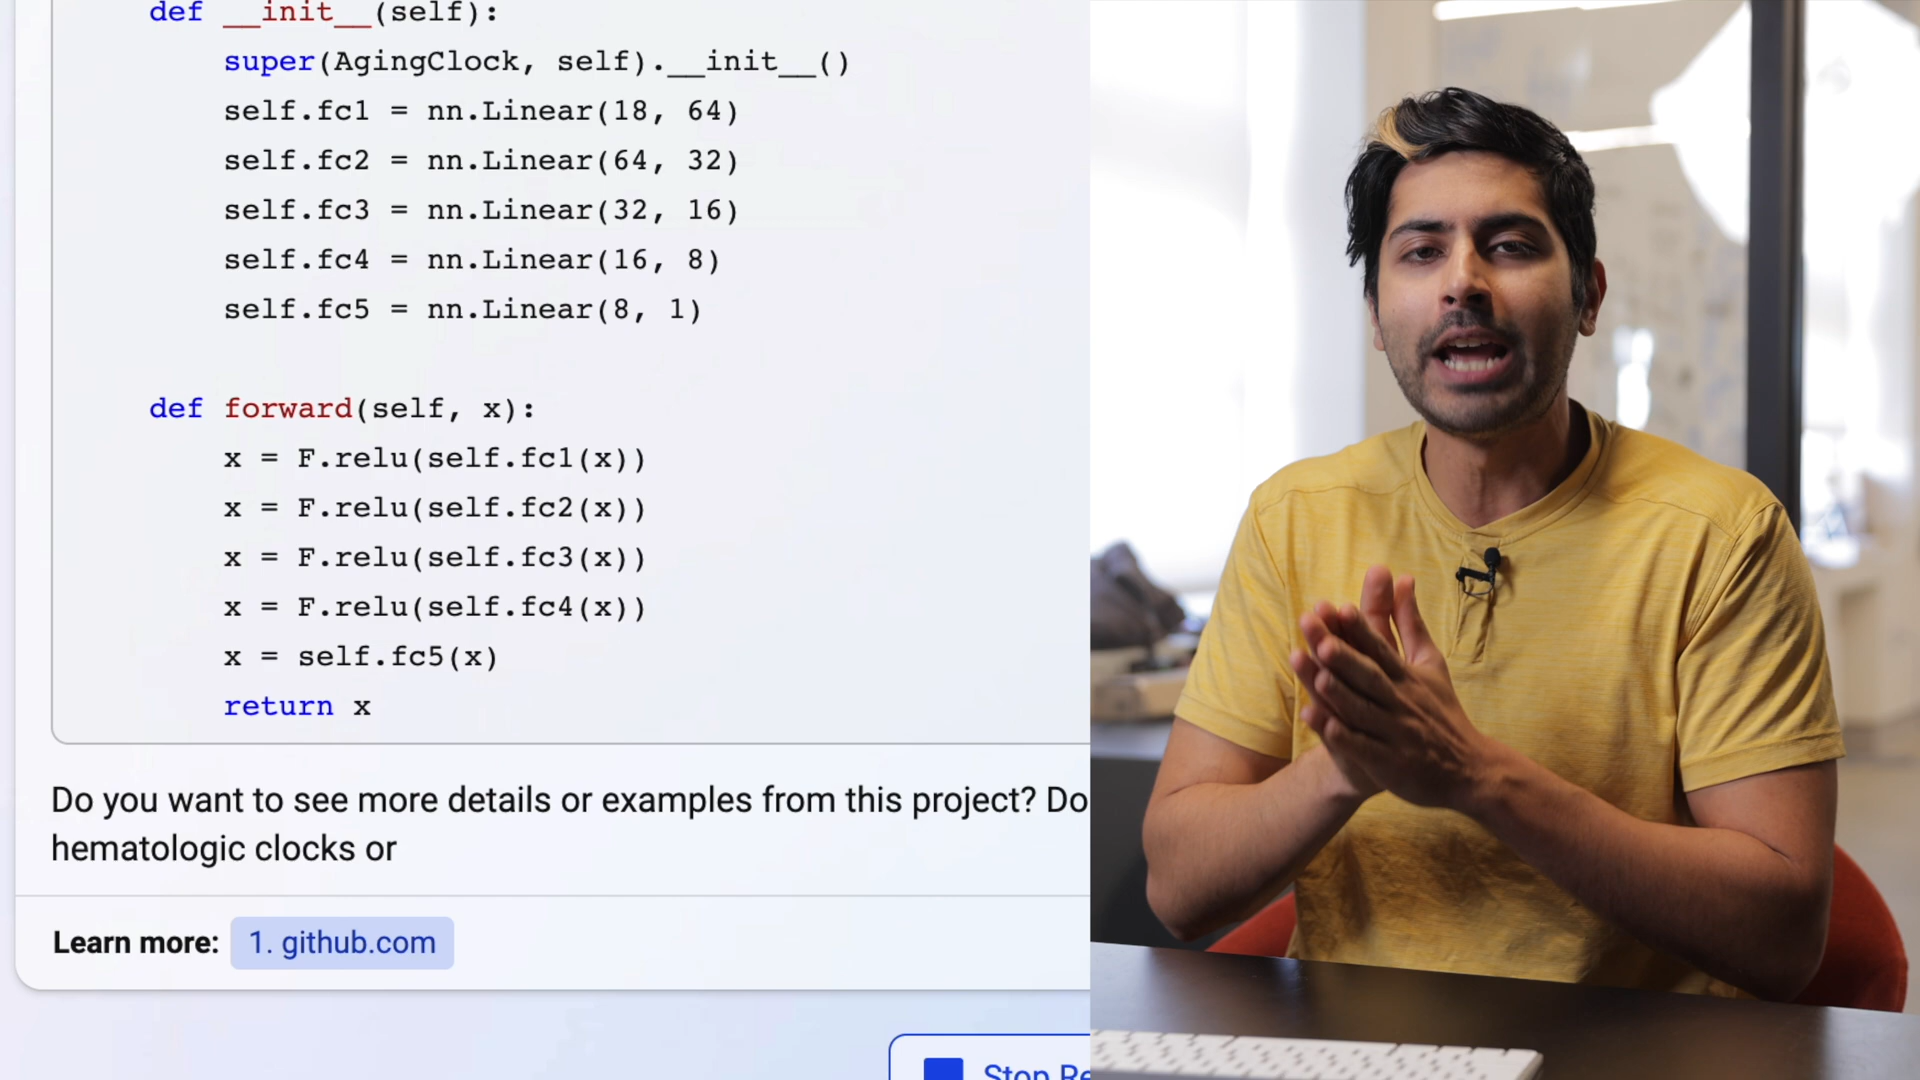 def __init__(self):
super(AgingClock, self).__init__()
self.fc1 = nn.Linear(18, 64)
self.fc2 = nn.Linear(64, 32)
self.fc3 = nn.Linear(32, 16)
self.fc4 = nn.Linear(16, 8)
self.fc5 = nn.Linear(8, 1)
def forward(self, x):
x = F.relu(self.fc1(x))
x = F.relu(self.fc2(x))
x = F.relu(self.fc3(x))
x = F.relu(self.fc4(x))
x = self.fc5(x)
return x
Do you want to see more details or examples from this project? Do
hematologic clocks or
Learn more: 1. github.com
Stop Re